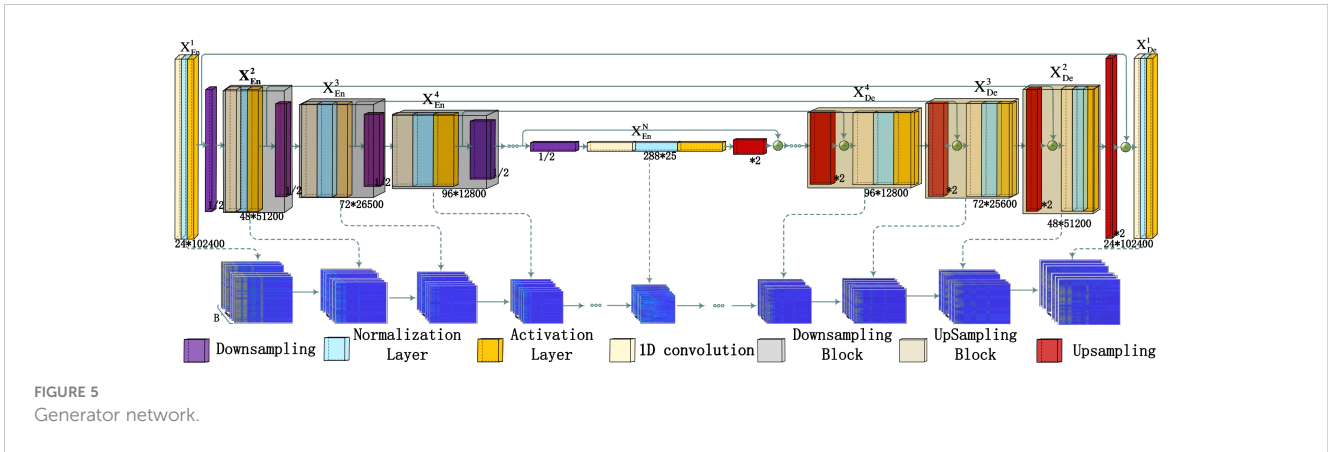 X¹En
X²En
X³En
X⁴En
XᴺEn
X⁴De
X³De
X²De
X¹De
1/2
1/2
1/2
1/2
1/2
288*25
*2
*2
*2
*2
*2
24*102400
48*51200
72*26500
96*12800
96*12800
72*25600
48*51200
24*102400
B
Downsampling
Normalization
Layer
Activation
Layer
1D convolution
Downsampling
Block
UpSampling
Block
Upsampling
FIGURE 5
Generator network.